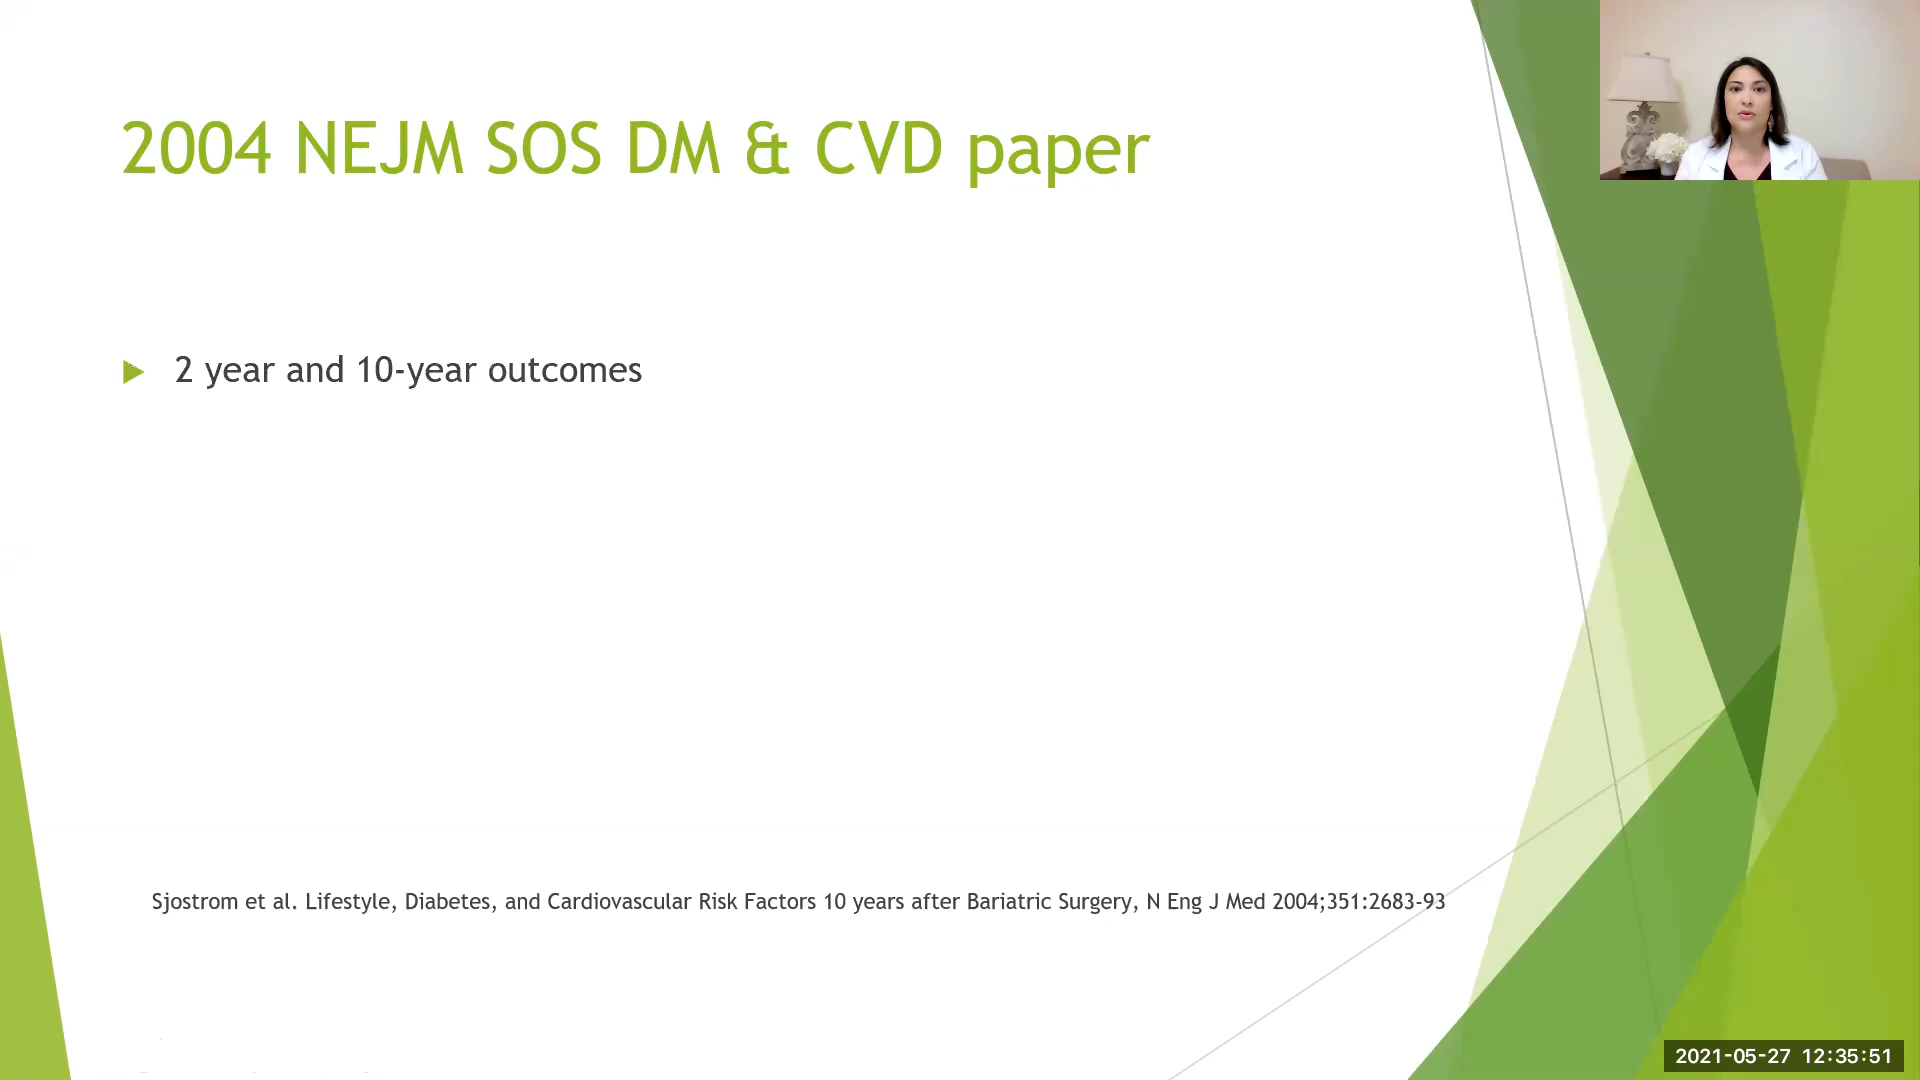 2004 NEJM SOS DM & CVD paper
2 year and 10-year outcomes
Sjostrom et al. Lifestyle, Diabetes, and Cardiovascular Risk Factors 10 years after Bariatric Surgery, N Eng J Med 2004;351:2683-93
2021-05-27 12:35:51